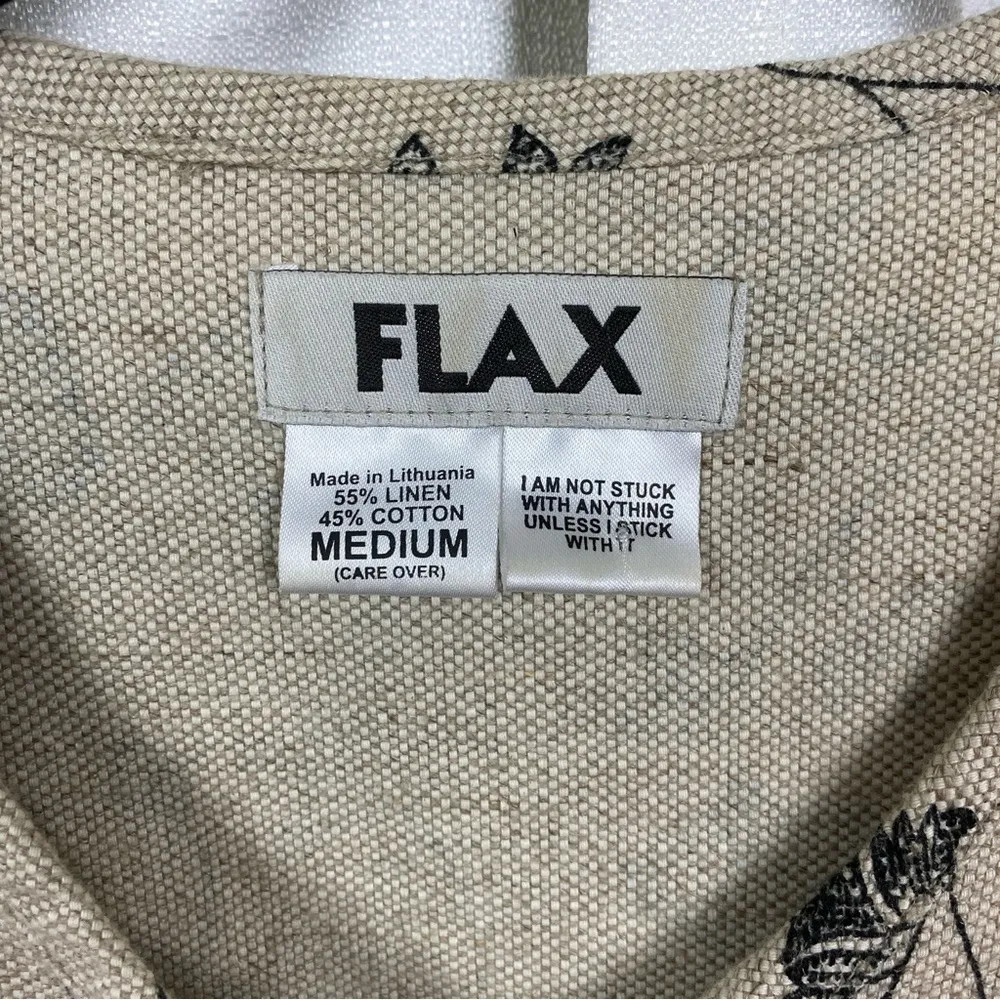 FLAX
Made in Lithuania
55% LINEN
45% COTTON
MEDIUM
(CARE OVER)
I AM NOT STUCK
WITH ANYTHING
UNLESS I STICK
WITH IT